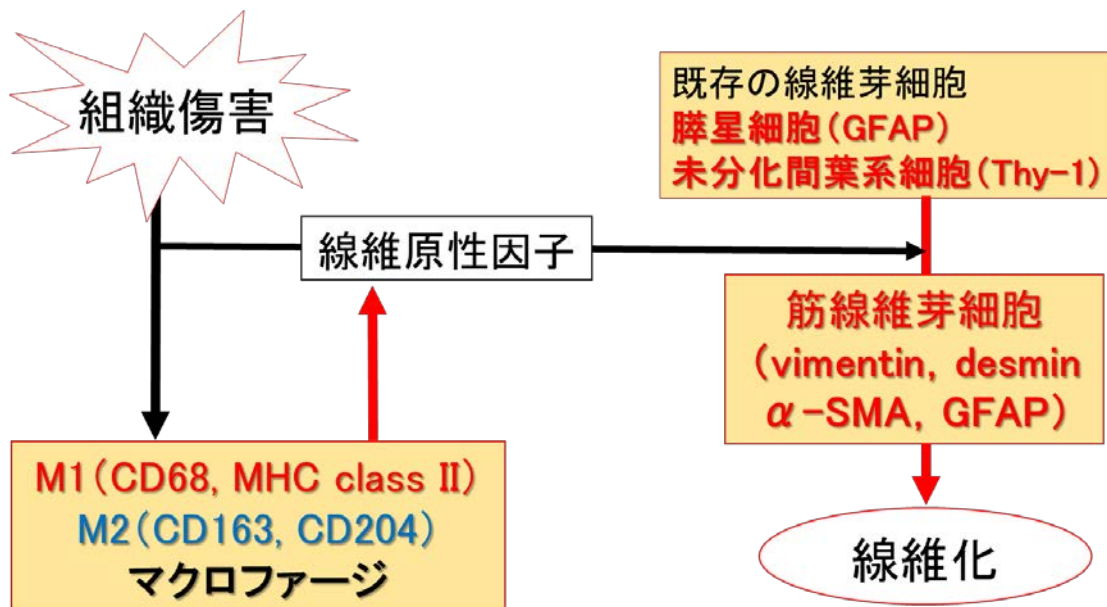 組織傷害
既存の線維芽細胞
膵星細胞(GFAP)
未分化間葉系細胞(Thy-1)
線維原性因子
筋線維芽細胞
(vimentin, desmin
α-SMA, GFAP)
M1(CD68, MHC class II)
M2(CD163, CD204)
マクロファージ
線維化